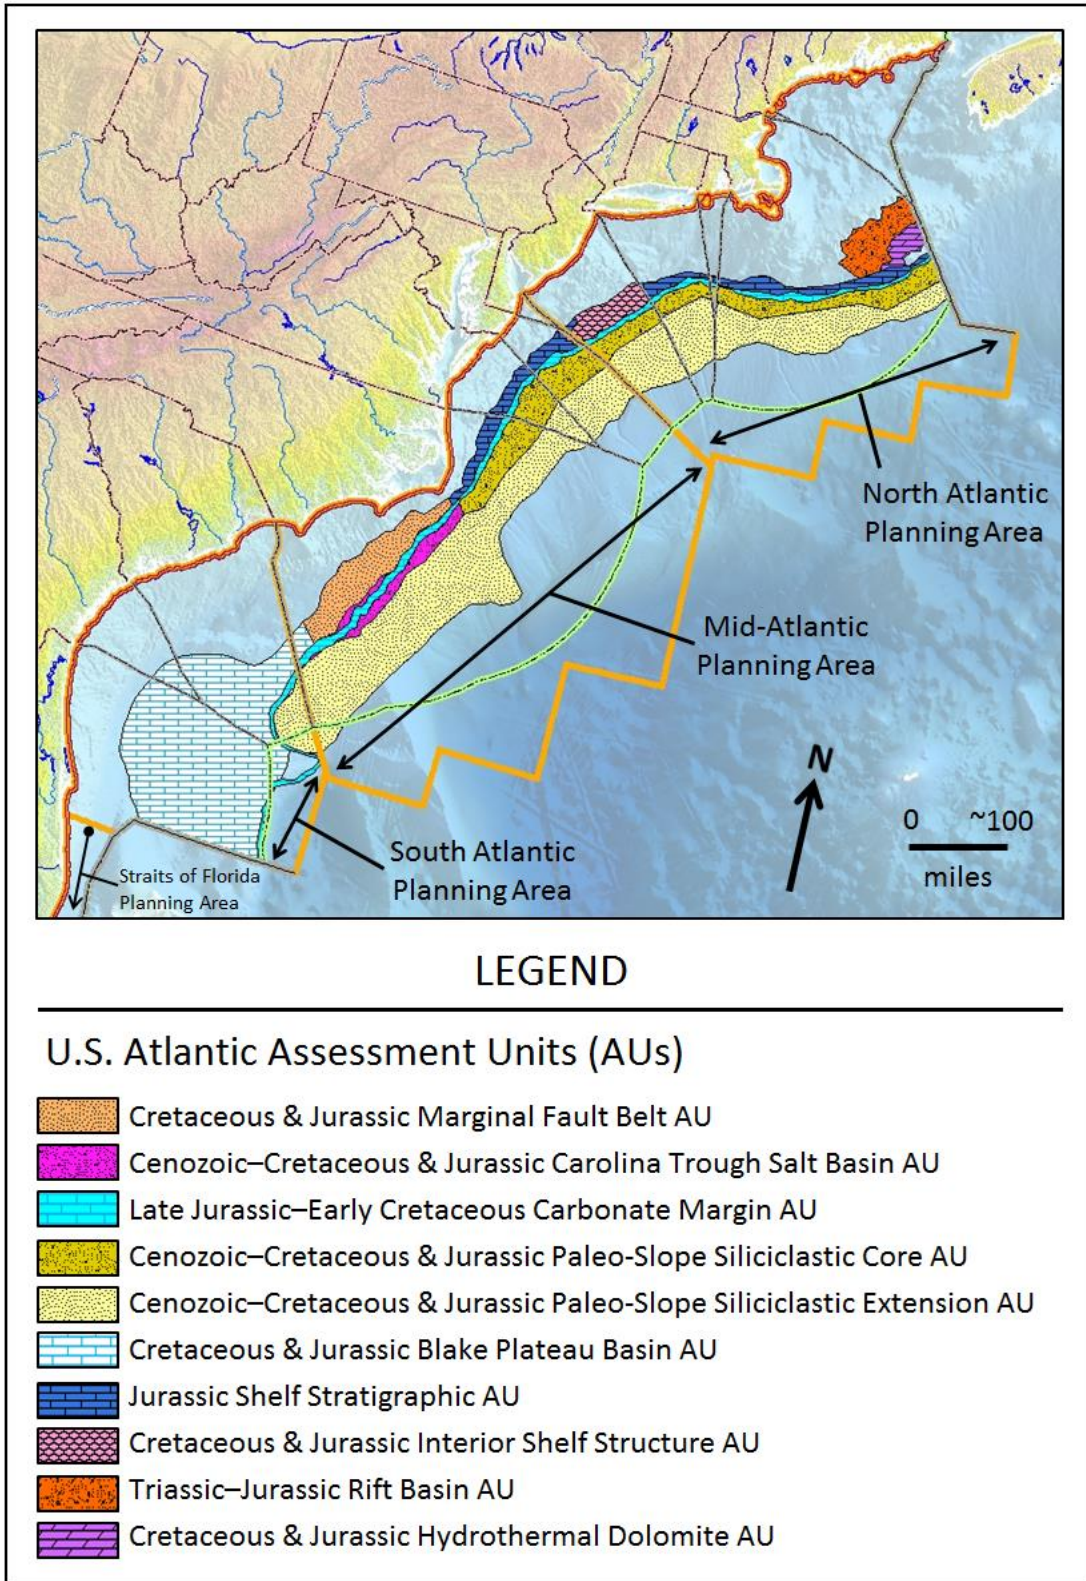 North Atlantic
Planning Area
Mid-Atlantic
Planning Area
N
0 ~100
miles
South Atlantic
Planning Area
Straits of Florida
Planning Area
LEGEND
U.S. Atlantic Assessment Units (AUs)
Cretaceous & Jurassic Marginal Fault Belt AU
Cenozoic–Cretaceous & Jurassic Carolina Trough Salt Basin AU
Late Jurassic–Early Cretaceous Carbonate Margin AU
Cenozoic–Cretaceous & Jurassic Paleo-Slope Siliciclastic Core AU
Cenozoic–Cretaceous & Jurassic Paleo-Slope Siliciclastic Extension AU
Cretaceous & Jurassic Blake Plateau Basin AU
Jurassic Shelf Stratigraphic AU
Cretaceous & Jurassic Interior Shelf Structure AU
Triassic–Jurassic Rift Basin AU
Cretaceous & Jurassic Hydrothermal Dolomite AU